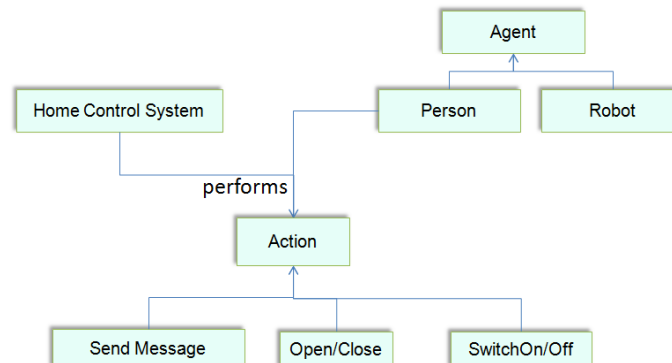 Agent
Home Control System
Person
Robot
performs
Action
Send Message
Open/Close
SwitchOn/Off